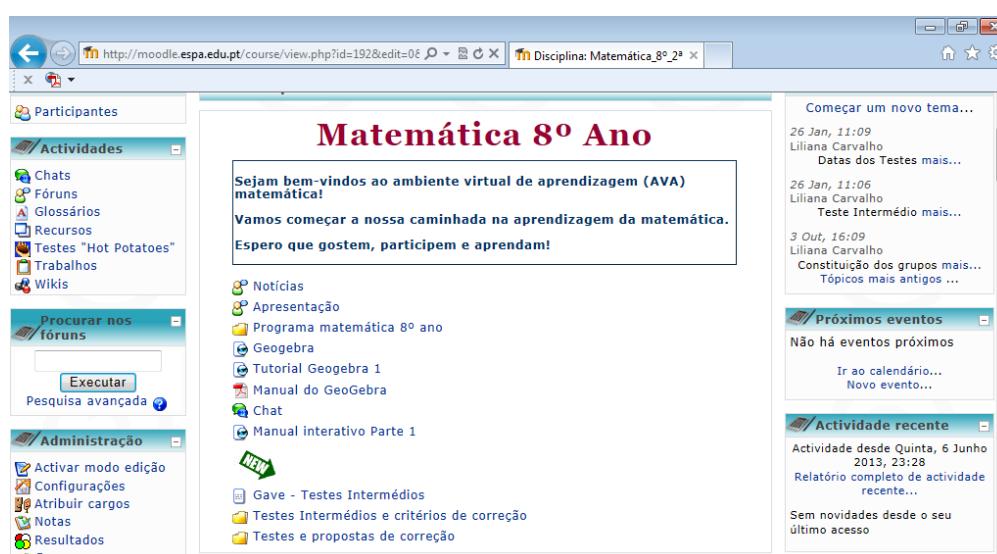 http://moodle.espa.edu.pt/course/view.php?id=192&edit=0&
Disciplina: Matemática_8º_2ª
Participantes
Actividades
Chats
Fóruns
Glossários
Recursos
Testes "Hot Potatoes"
Trabalhos
Wikis
Procurar nos
fóruns
Executar
Pesquisa avançada
Administração
Activar modo edição
Configurações
Atribuir cargos
Notas
Resultados
Matemática 8º Ano
Sejam bem-vindos ao ambiente virtual de aprendizagem (AVA)
matemática!
Vamos começar a nossa caminhada na aprendizagem da matemática.
Espero que gostem, participem e aprendam!
Notícias
Apresentação
Programa matemática 8º ano
Geogebra
Tutorial Geogebra 1
Manual do GeoGebra
Chat
Manual interativo Parte 1
NEW
Gave - Testes Intermédios
Testes Intermédios e critérios de correção
Testes e propostas de correção
Começar um novo tema...
26 Jan, 11:09
Liliana Carvalho
Datas dos Testes mais...
26 Jan, 11:06
Liliana Carvalho
Teste Intermédio mais...
3 Out, 16:09
Liliana Carvalho
Constituição dos grupos mais...
Tópicos mais antigos ...
Próximos eventos
Não há eventos próximos
Ir ao calendário...
Novo evento...
Actividade recente
Actividade desde Quinta, 6 Junho
2013, 23:28
Relatório completo de actividade
recente...
Sem novidades desde o seu
último acesso